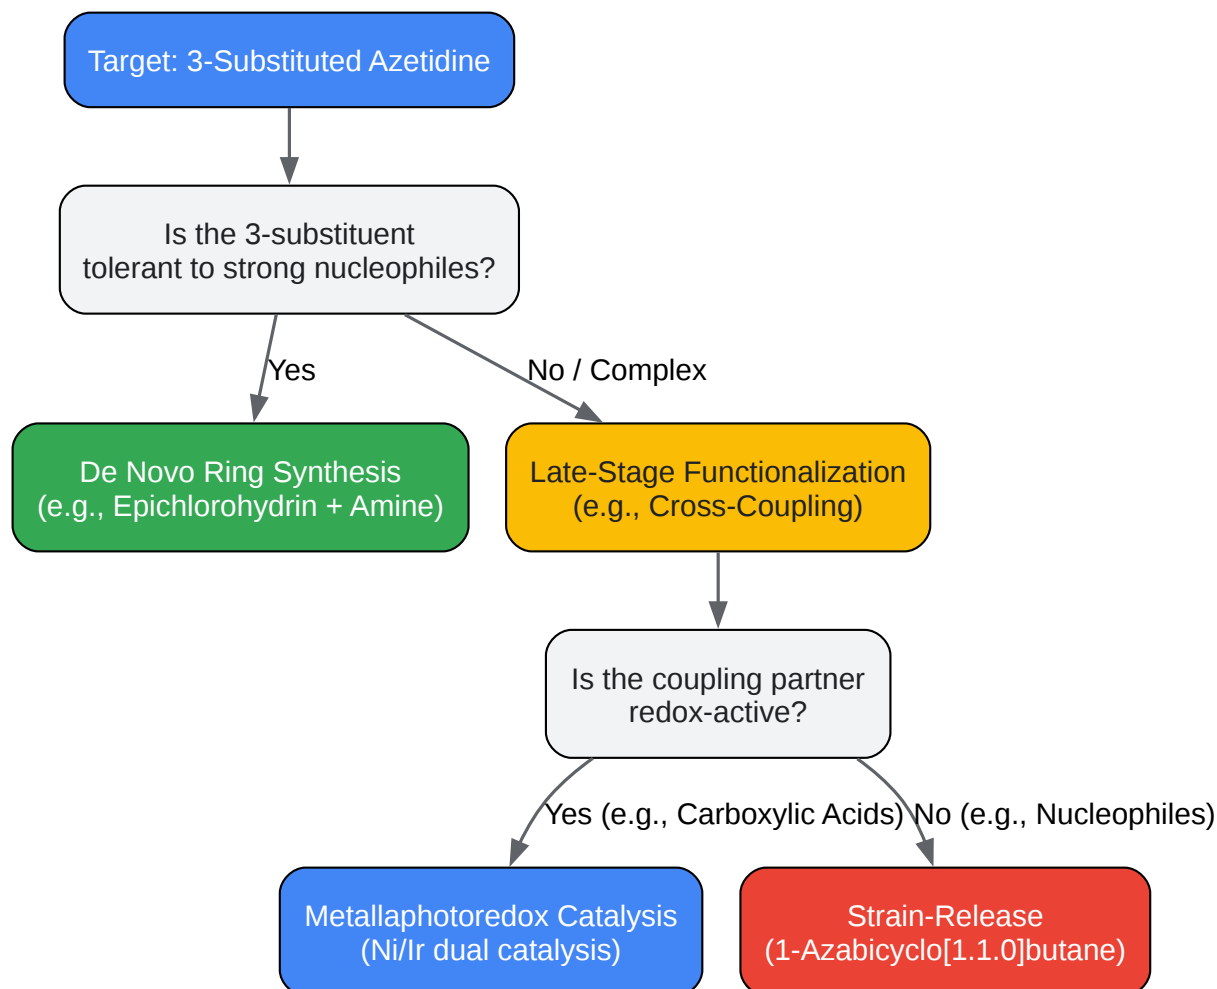 Target: 3-Substituted Azetidine
Is the 3-substituent
tolerant to strong nucleophiles?
Yes
No / Complex
De Novo Ring Synthesis
(e.g., Epichlorohydrin + Amine)
Late-Stage Functionalization
(e.g., Cross-Coupling)
Is the coupling partner
redox-active?
Yes (e.g., Carboxylic Acids)
No (e.g., Nucleophiles)
Metallaphotoredox Catalysis
(Ni/Ir dual catalysis)
Strain-Release
(1-Azabicyclo[1.1.0]butane)